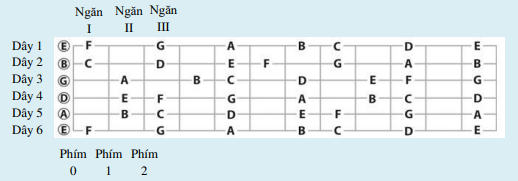 Ngăn Ngăn Ngăn
I II III
Dây 1 E F G A B C D E
Dây 2 B C D E F G A B
Dây 3 G A B C D E F G
Dây 4 D E F G A B C D
Dây 5 A B C D E F G A
Dây 6 E F G A B C D E
Phím Phím Phím
0 1 2